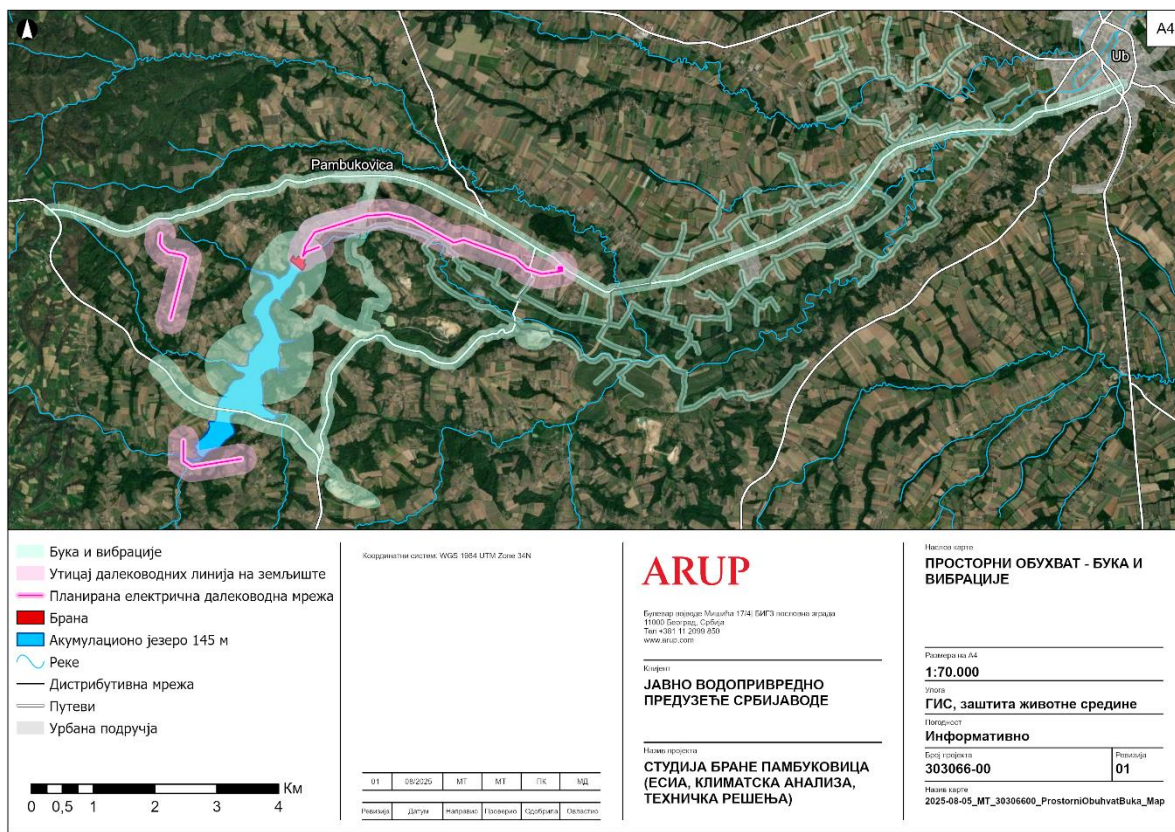 A4
Ub
Pambukovica
Бука и вибрације
Утицај далеководних линија на земљиште
Планирана електрична далеководна мрежа
Брана
Акумулационо језеро 145 м
Реке
Дистрибутивна мрежа
Путеви
Урбана подручја
Км
0 0,5 1 2 3 4
Координатни систем: WGS 1984 UTM Zone 34N
01 08/2025 МТ МТ ПК МД
Ревизија Датум Направио Проверио Одобрила Овластио
ARUP
Булевар војводе Мишића 17/4| БИГЗ пословна зграда
11000 Београд, Србија
Тел +381 11 2099 850
www.arup.com
Клијент
ЈАВНО ВОДОПРИВРЕДНО
ПРЕДУЗЕЋЕ СРБИЈАВОДЕ
Назив пројекта
СТУДИЈА БРАНЕ ПАМБУКОВИЦА
(ЕСИА, КЛИМАТСКА АНАЛИЗА,
ТЕХНИЧКА РЕШЕЊА)
Наслов карте
ПРОСТОРНИ ОБУХВАТ - БУКА И
ВИБРАЦИЈЕ
Размера на А4
1:70.000
Улога
ГИС, заштита животне средине
Погодност
Информативно
Број пројекта
303066-00
Ревизија
01
Назив карте
2025-08-05_MT_30306600_ProstorniObuhvatBuka_Map